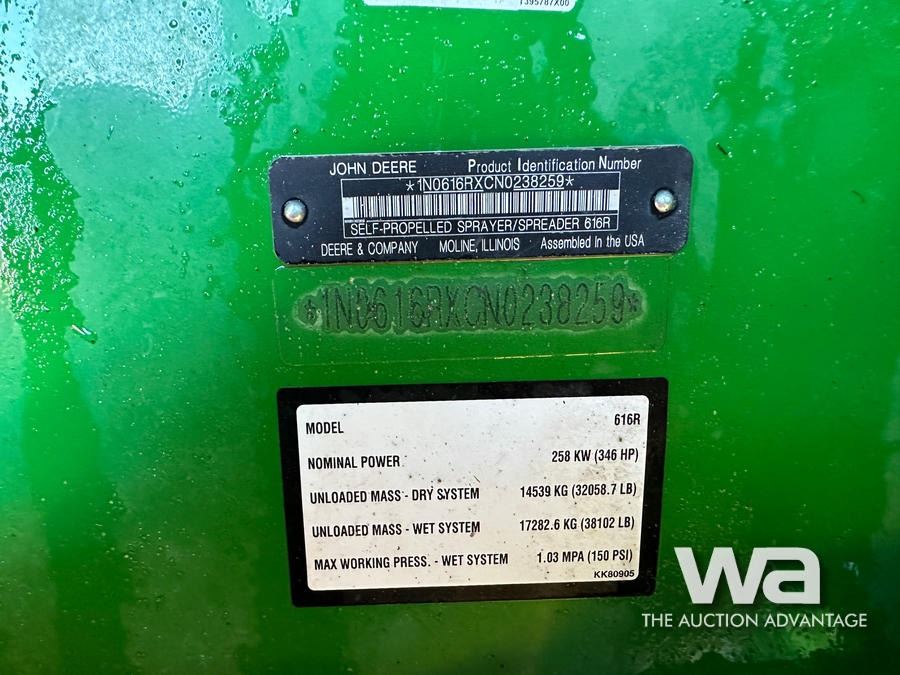 T395787X00
JOHN DEERE Product Identification Number
*1N0616RXCN0238259*
SELF-PROPELLED SPRAYER/SPREADER 616R
DEERE & COMPANY MOLINE, ILLINOIS Assembled In the USA
*1N0616RXCN0238259*
MODEL 616R
NOMINAL POWER 258 KW (346 HP)
UNLOADED MASS - DRY SYSTEM 14539 KG (32058.7 LB)
UNLOADED MASS - WET SYSTEM 17282.6 KG (38102 LB)
MAX WORKING PRESS. - WET SYSTEM 1.03 MPA (150 PSI)
KK80905
wa
THE AUCTION ADVANTAGE